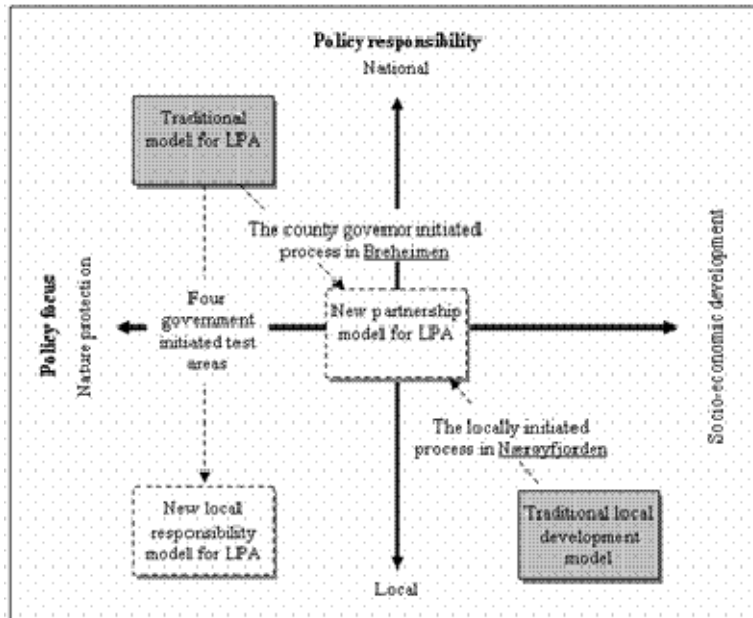 Policy responsibility
National
Traditional
model for LPA
The county governor initiated
process in Breheimen
Policy focus
Nature protection
Four
government
initiated test
areas
New partnership
model for LPA
Socio-economic development
The locally initiated
process in Nærøyfjorden
New local
responsibility
model for LPA
Traditional local
development
model
Local